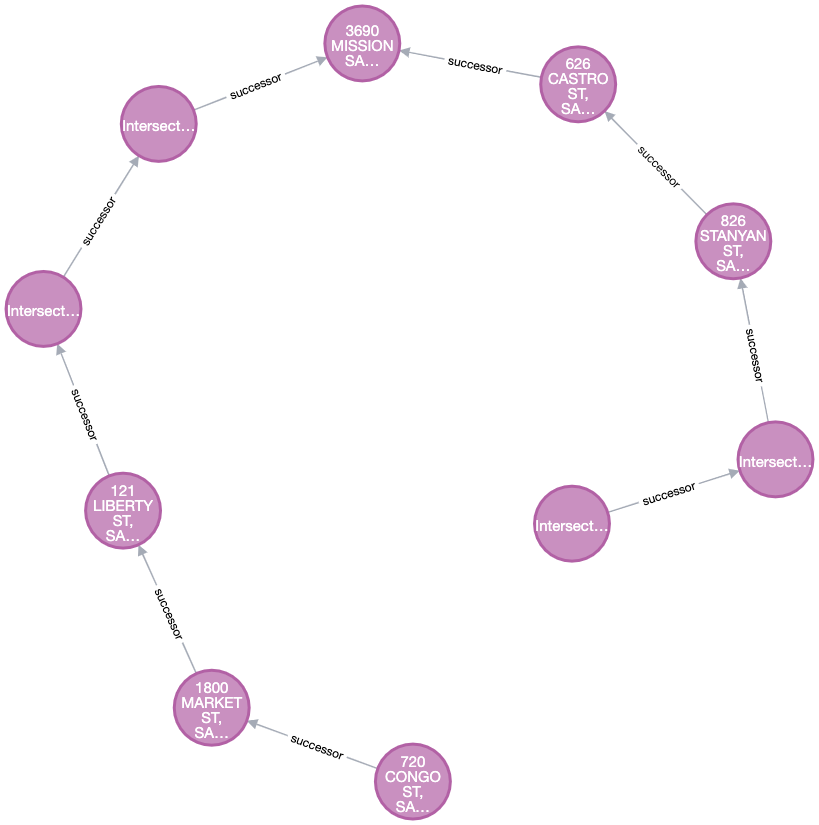 3690
MISSION
SA...
successor
626
CASTRO
ST,
SA...
successor
Intersect...
successor
successor
826
STANYAN
ST,
SA...
Intersect...
successor
successor
Intersect...
successor
Intersect...
121
LIBERTY
ST,
SA...
successor
1800
MARKET
ST,
SA...
successor
720
CONGO
ST,
SA...